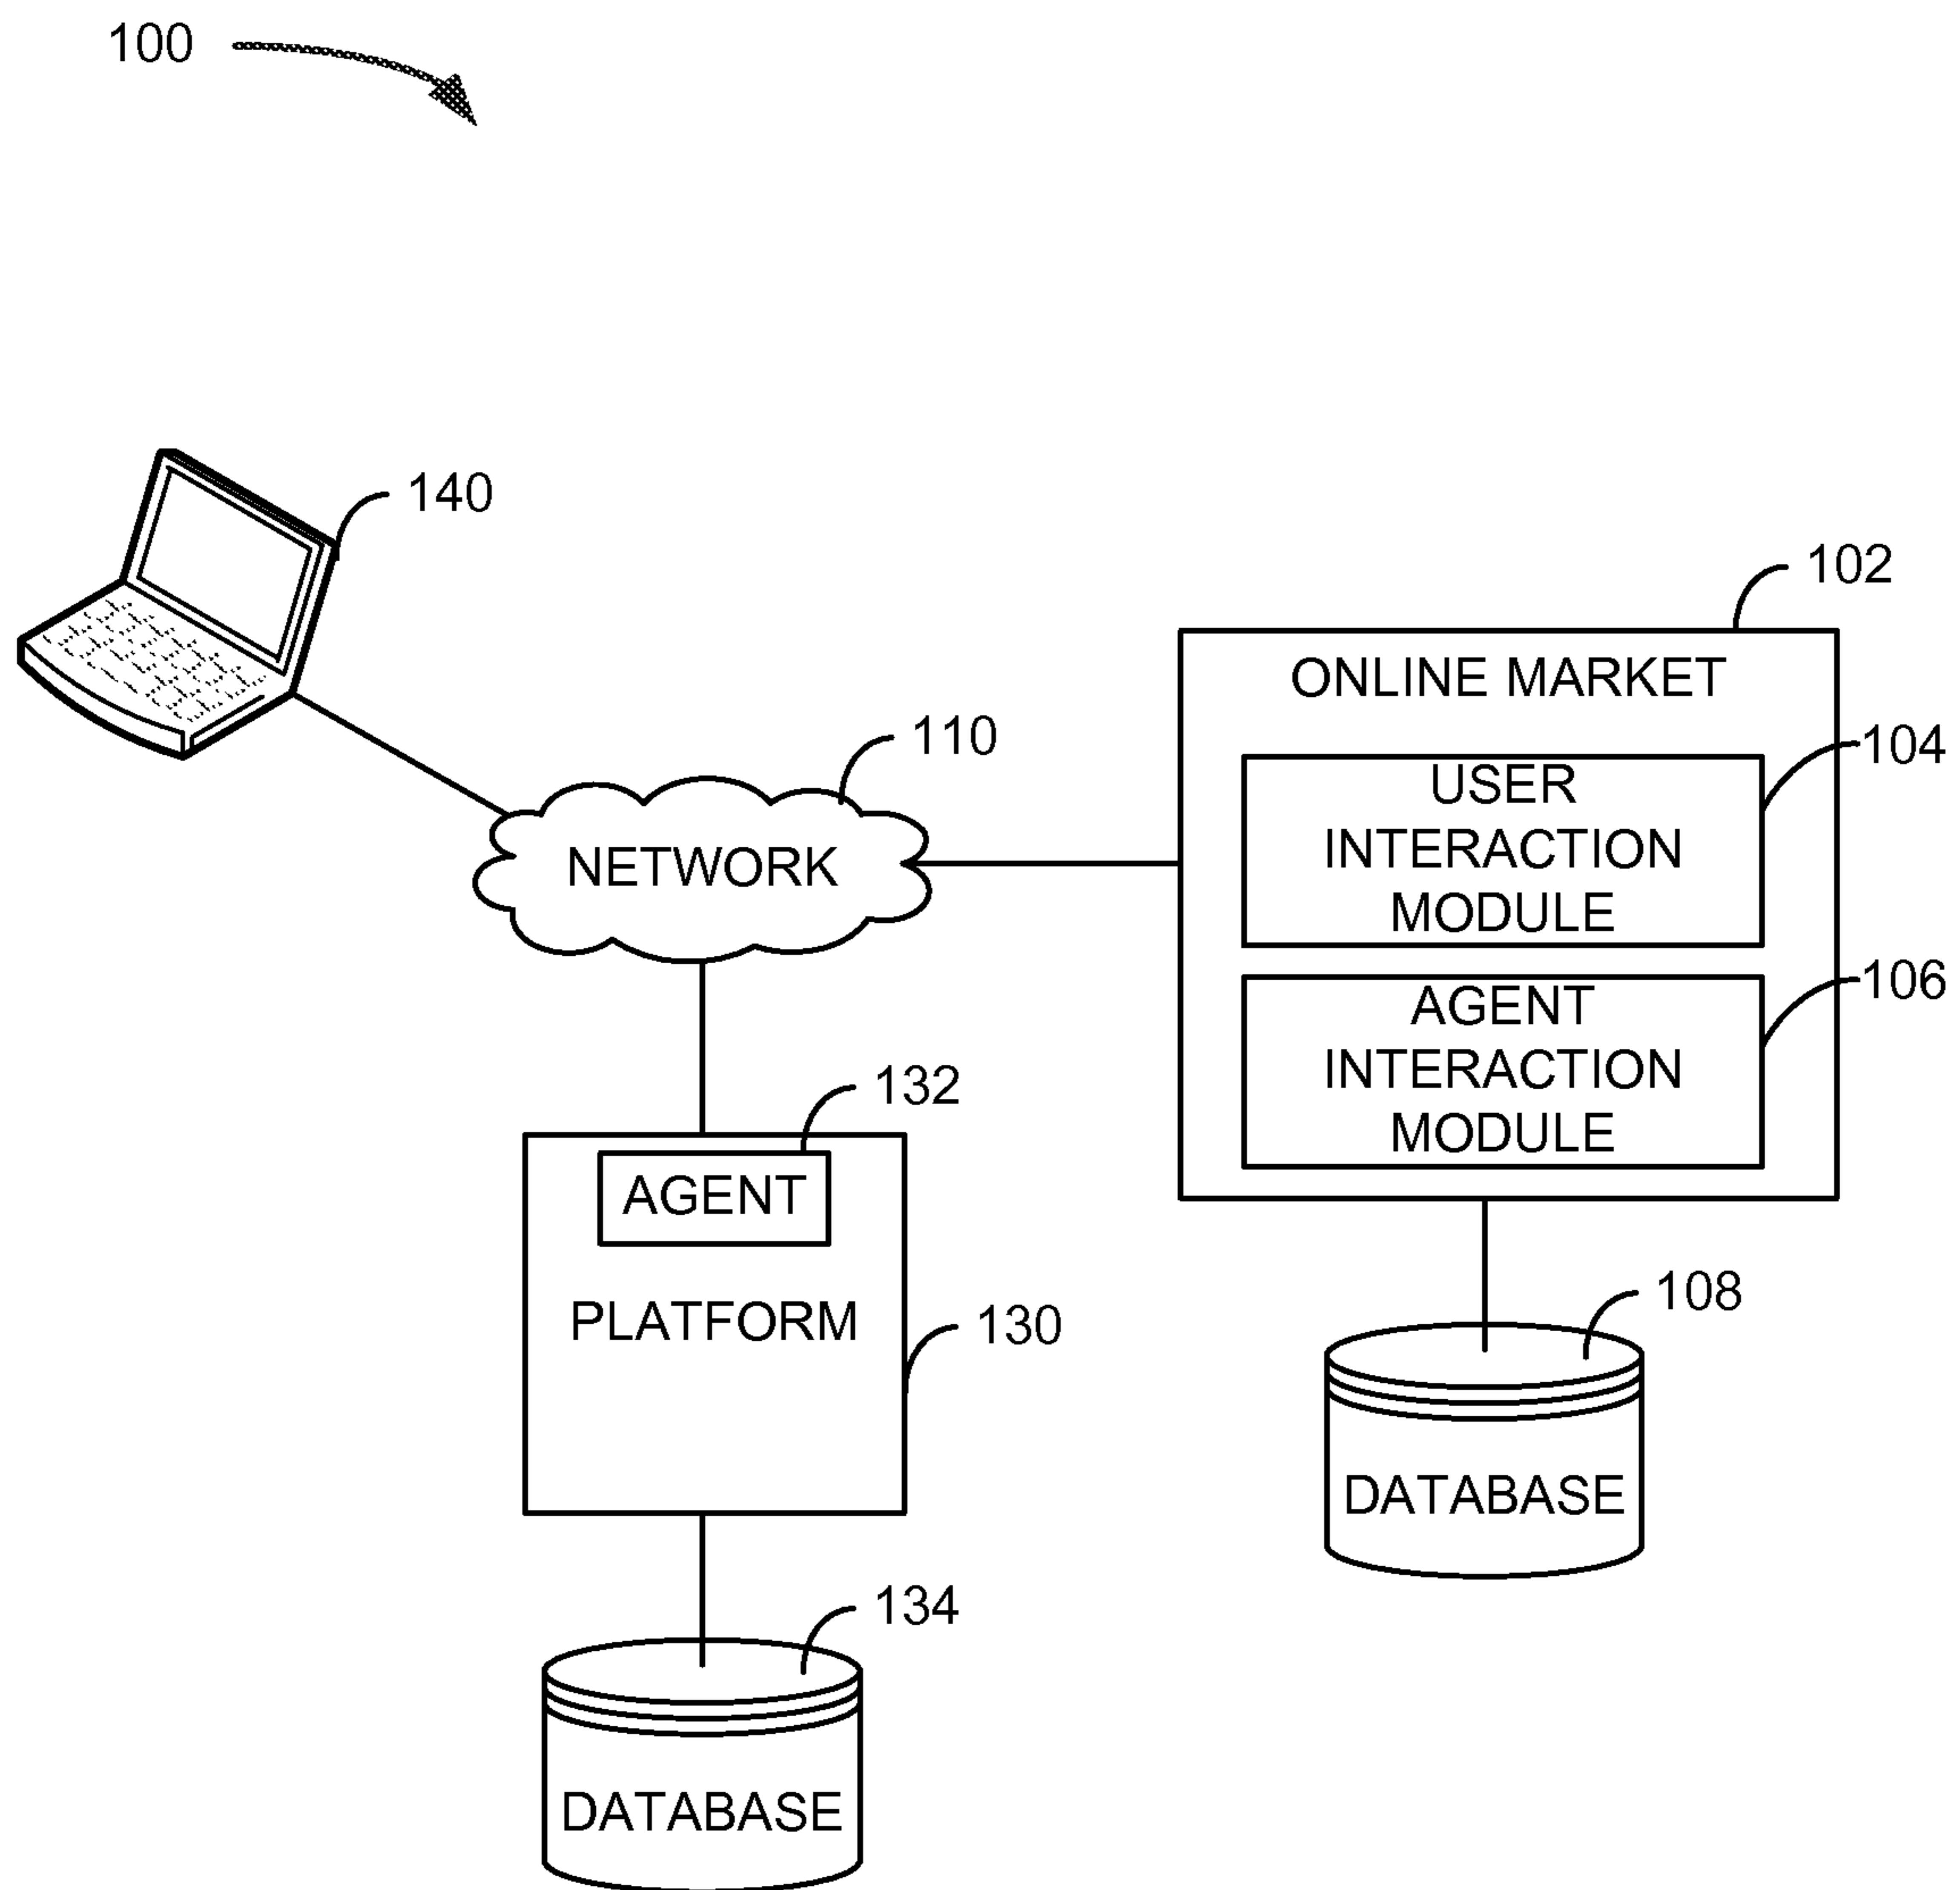 100
140
102
ONLINE MARKET
110
104
USER
INTERACTION
MODULE
NETWORK
106
AGENT
INTERACTION
MODULE
132
AGENT
PLATFORM
130
108
DATABASE
134
DATABASE